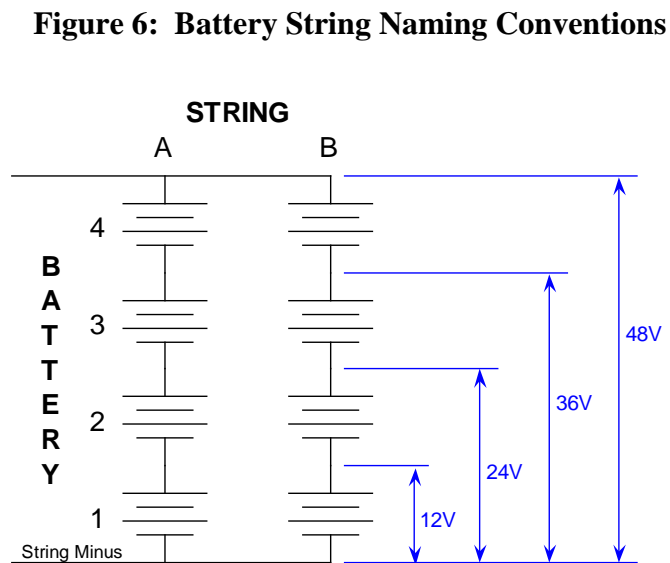 Figure 6:  Battery String Naming Conventions
STRING
A B
4
3
2
1
B
A
T
T
E
R
Y
String Minus
12V
24V
36V
48V